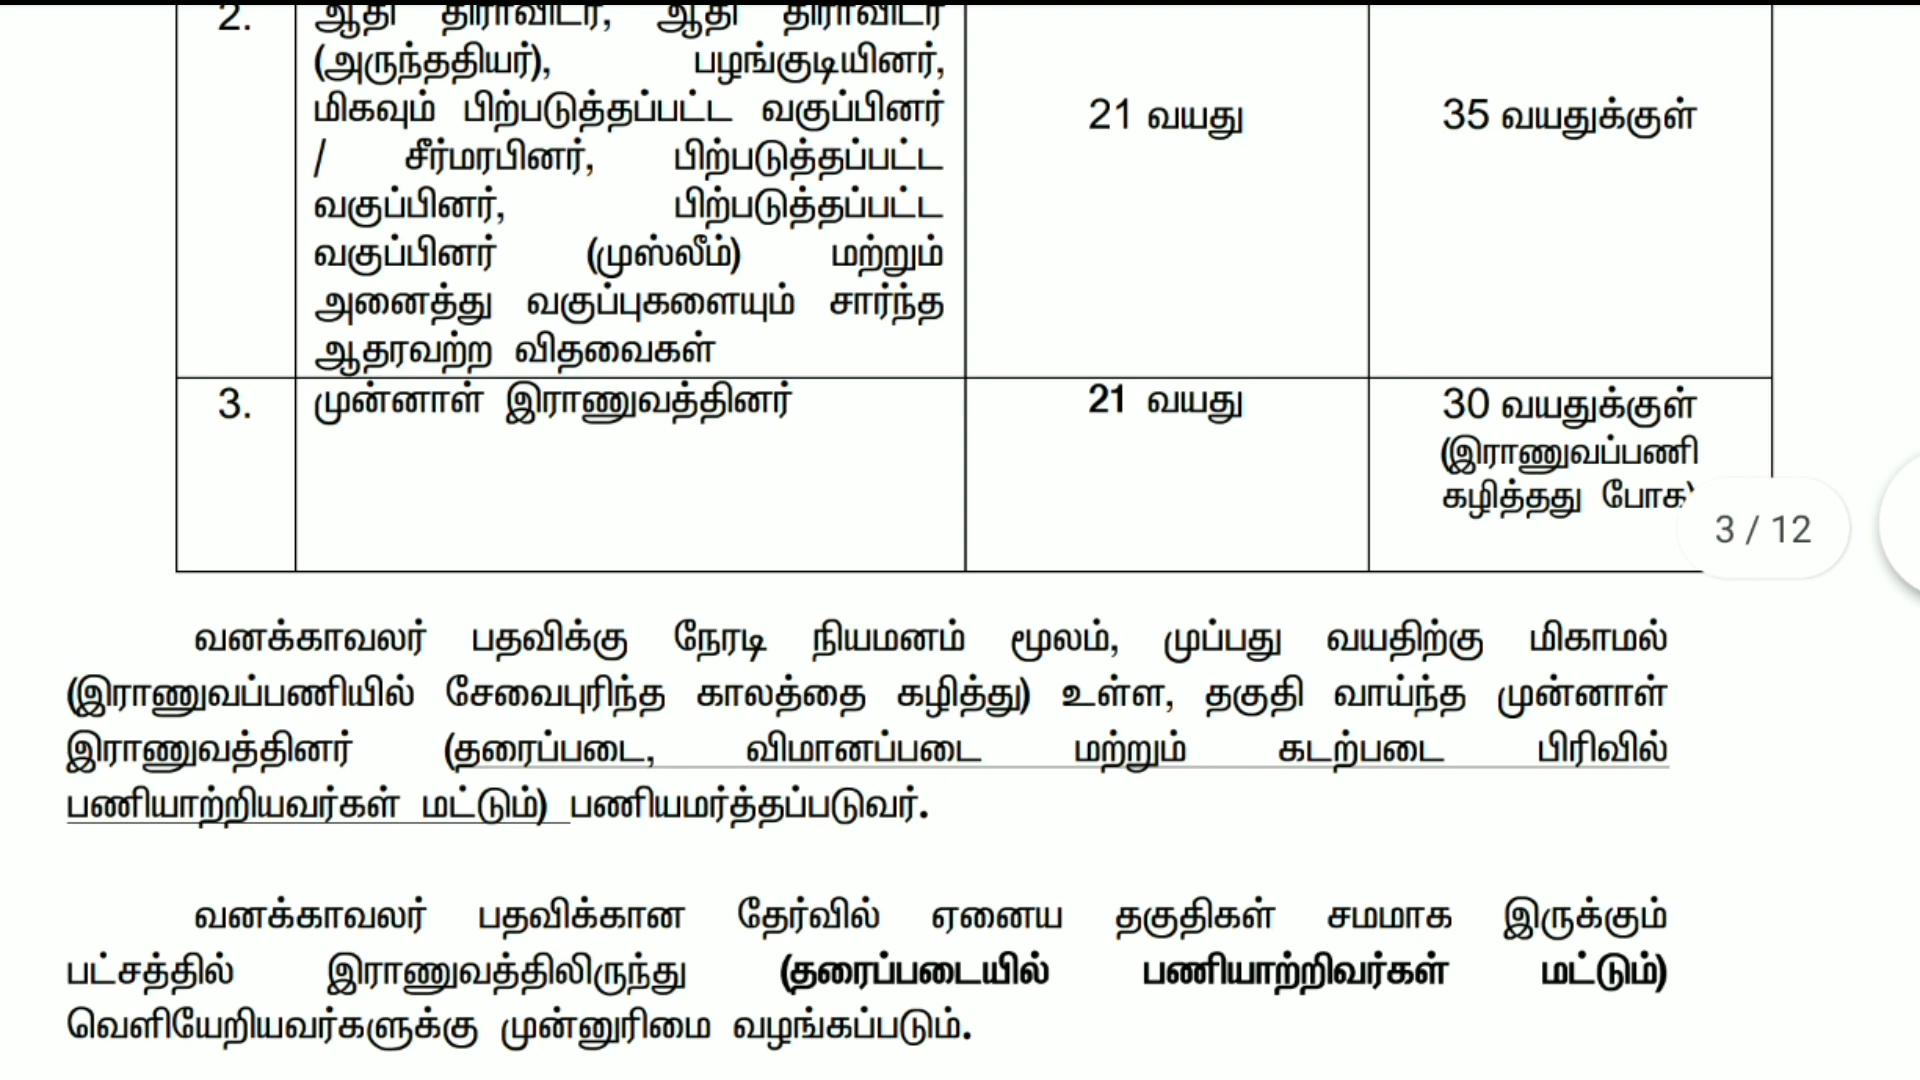 2. ஆதி திராவிடர், ஆதி திராவிடர்
(அருந்ததியர்), பழங்குடியினர்,
மிகவும் பிற்படுத்தப்பட்ட வகுப்பினர்
/ சீர்மரபினர், பிற்படுத்தப்பட்ட
வகுப்பினர், பிற்படுத்தப்பட்ட
வகுப்பினர் (முஸ்லீம்) மற்றும்
அனைத்து வகுப்புகளையும் சார்ந்த
ஆதரவற்ற விதவைகள்
21 வயது
35 வயதுக்குள்
3. முன்னாள் இராணுவத்தினர்
21 வயது
30 வயதுக்குள்
(இராணுவப்பணி
கழித்தது போக)
3 / 12
வனக்காவலர் பதவிக்கு நேரடி நியமனம் மூலம், முப்பது வயதிற்கு மிகாமல்
(இராணுவப்பணியில் சேவைபுரிந்த காலத்தை கழித்து) உள்ள, தகுதி வாய்ந்த முன்னாள்
இராணுவத்தினர் (தரைப்படை, விமானப்படை மற்றும் கடற்படை பிரிவில்
பணியாற்றியவர்கள் மட்டும்) பணியமர்த்தப்படுவர்.
வனக்காவலர் பதவிக்கான தேர்வில் ஏனைய தகுதிகள் சமமாக இருக்கும்
பட்சத்தில் இராணுவத்திலிருந்து (தரைப்படையில் பணியாற்றிவர்கள் மட்டும்)
வெளியேறியவர்களுக்கு முன்னுரிமை வழங்கப்படும்.